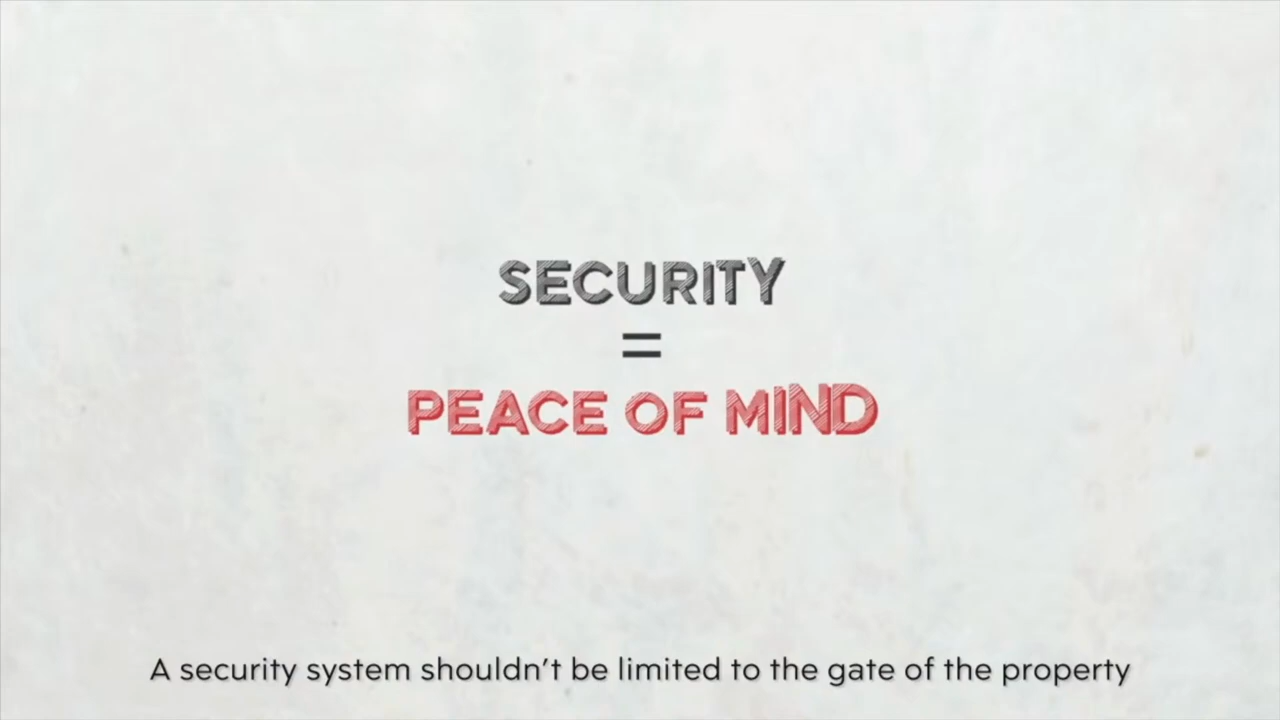 SECURITY
=
PEACE OF MIND
A security system shouldn't be limited to the gate of the property